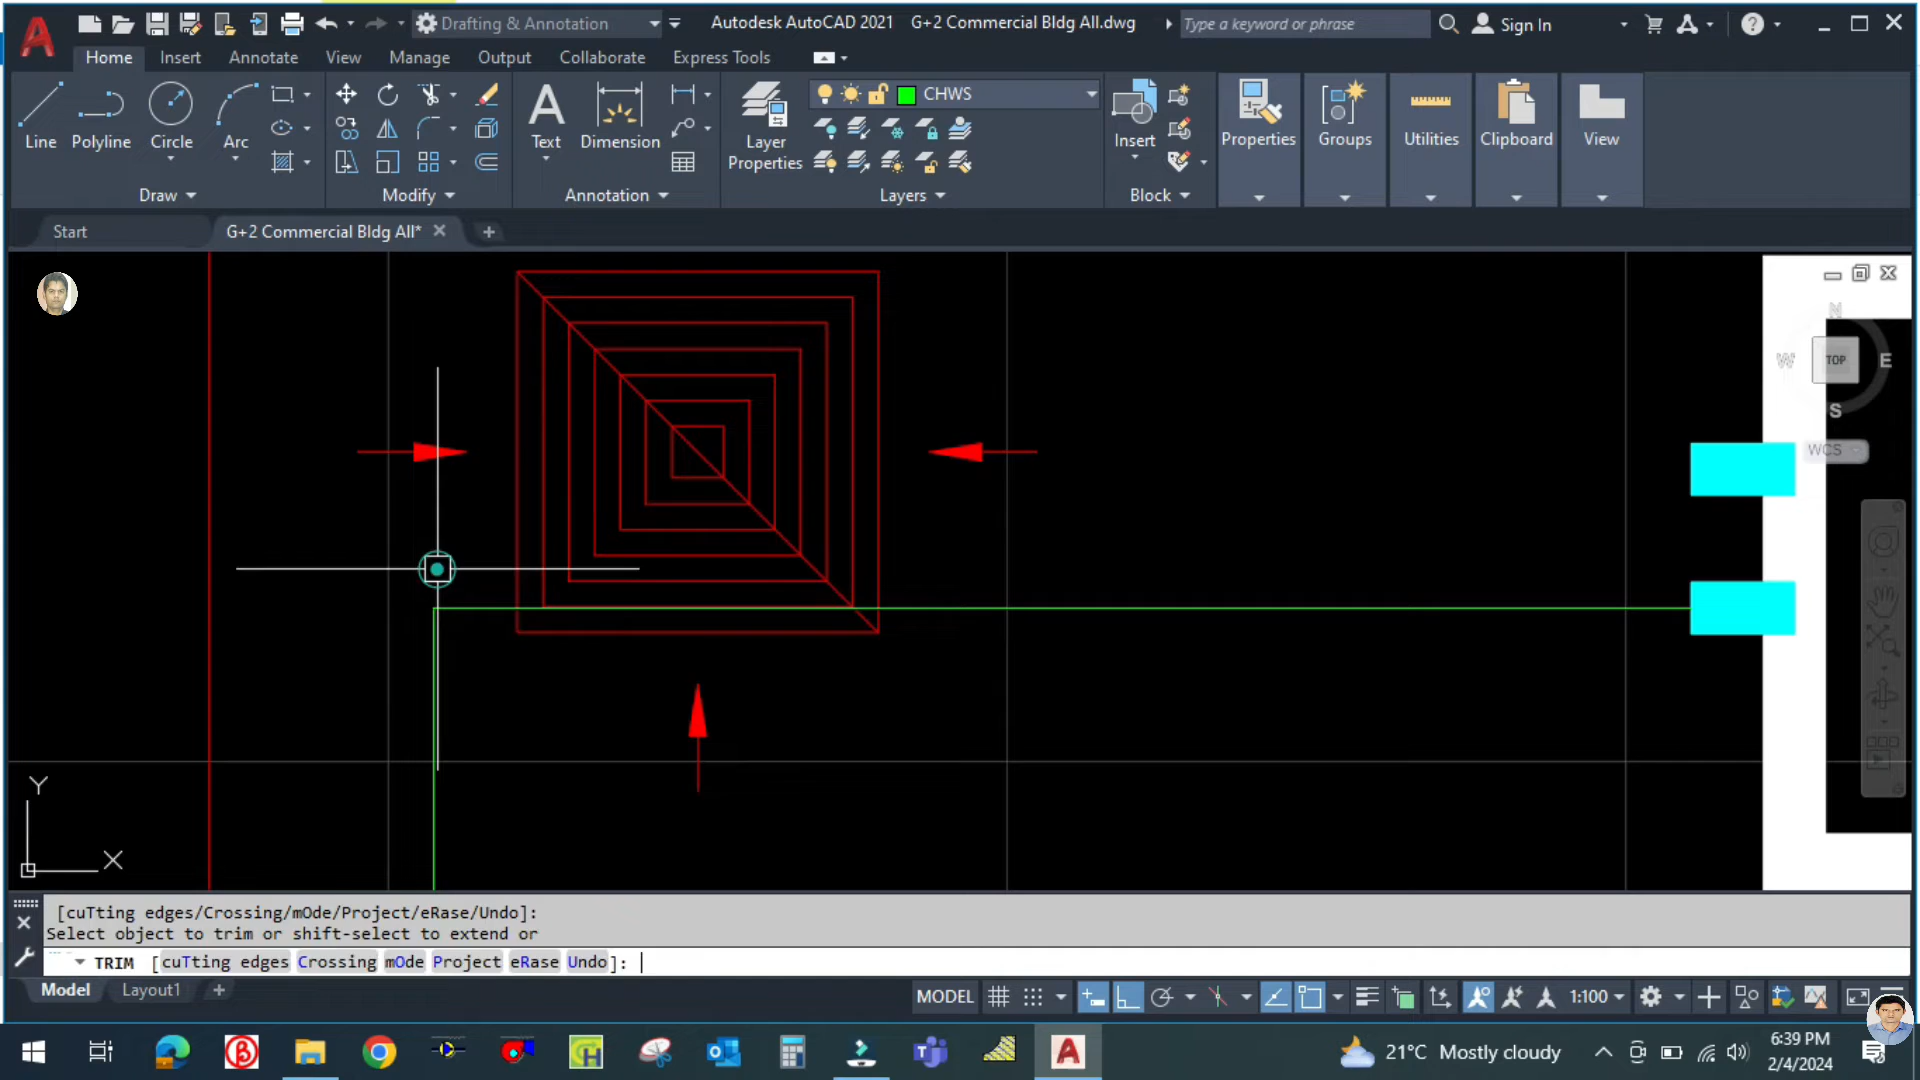 Drafting & Annotation
Autodesk AutoCAD 2021 G+2 Commercial Bldg All.dwg
Type a keyword or phrase
Sign In
Home Insert Annotate View Manage Output Collaborate Express Tools
CHWS
Line Polyline Circle Arc
Text Dimension
Layer Properties
Insert
Properties Groups Utilities Clipboard View
Draw Modify Annotation Layers Block
Start G+2 Commercial Bldg All*
N
W TOP E
S
WCS
Y
X
[cuTting edges/Crossing/mOde/Project/eRase/Undo]:
Select object to trim or shift-select to extend or
TRIM [cuTting edges Crossing mOde Project eRase Undo]:
Model Layout1
MODEL 1:100
21°C Mostly cloudy
6:39 PM
2/4/2024